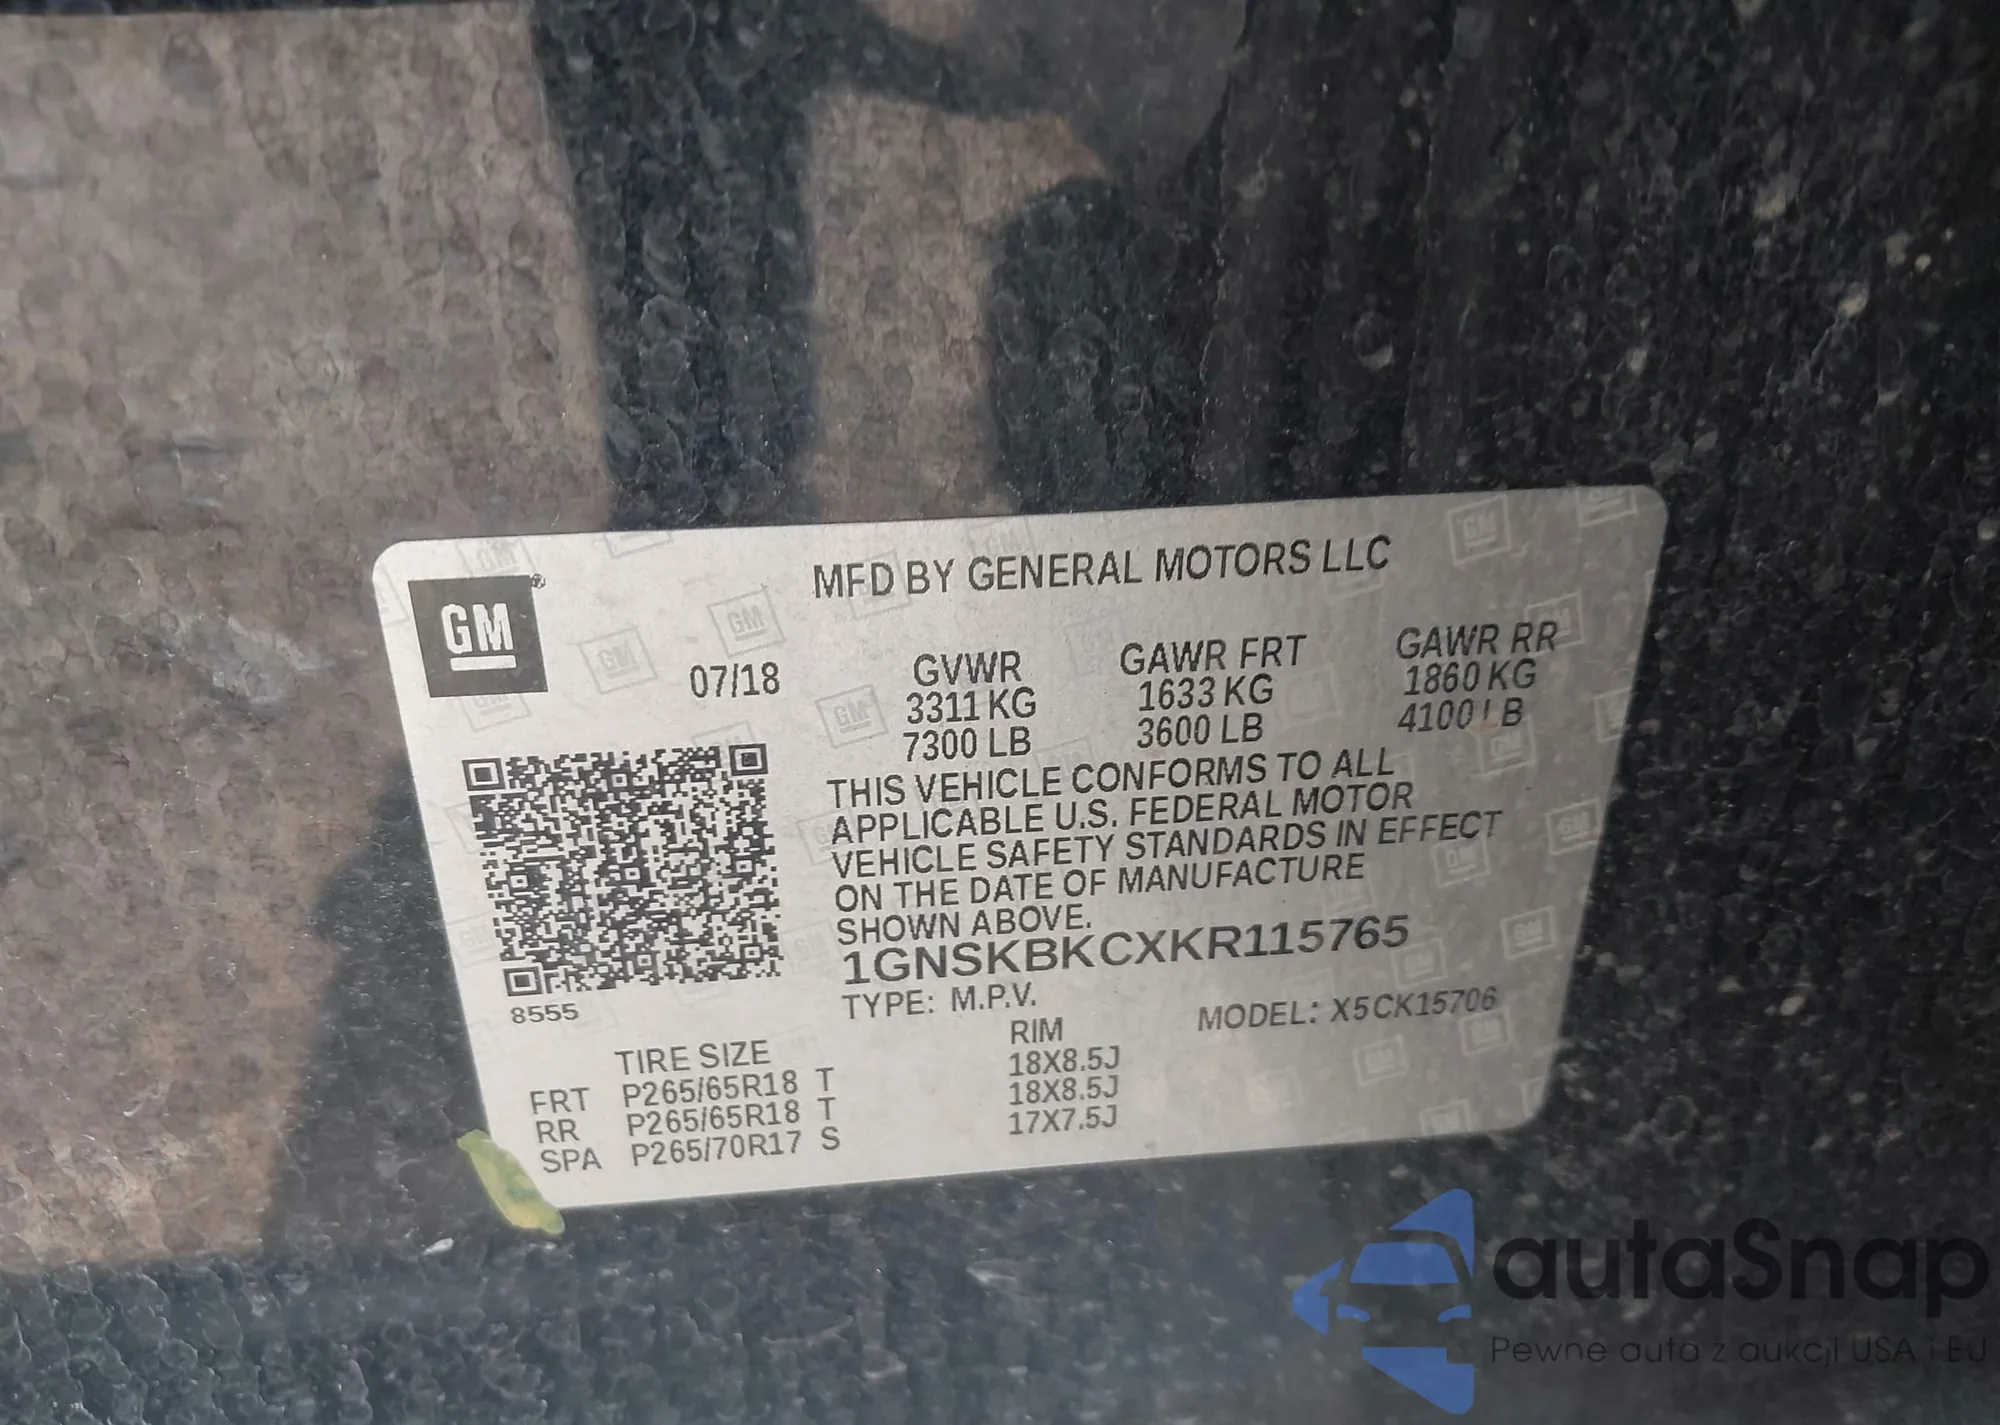 MFD BY GENERAL MOTORS LLC
GM®
07/18
GVWR GAWR FRT GAWR RR
3311 KG 1633 KG 1860 KG
7300 LB 3600 LB 4100 LB
THIS VEHICLE CONFORMS TO ALL
APPLICABLE U.S. FEDERAL MOTOR
VEHICLE SAFETY STANDARDS IN EFFECT
ON THE DATE OF MANUFACTURE
SHOWN ABOVE.
1GNSKBKCXKR115765
8555
TYPE: M.P.V. MODEL: X5CK15706
TIRE SIZE RIM
FRT P265/65R18 T 18X8.5J
RR P265/65R18 T 18X8.5J
SPA P265/70R17 S 17X7.5J
autaSnap
Pewne auta z aukcji USA i EU